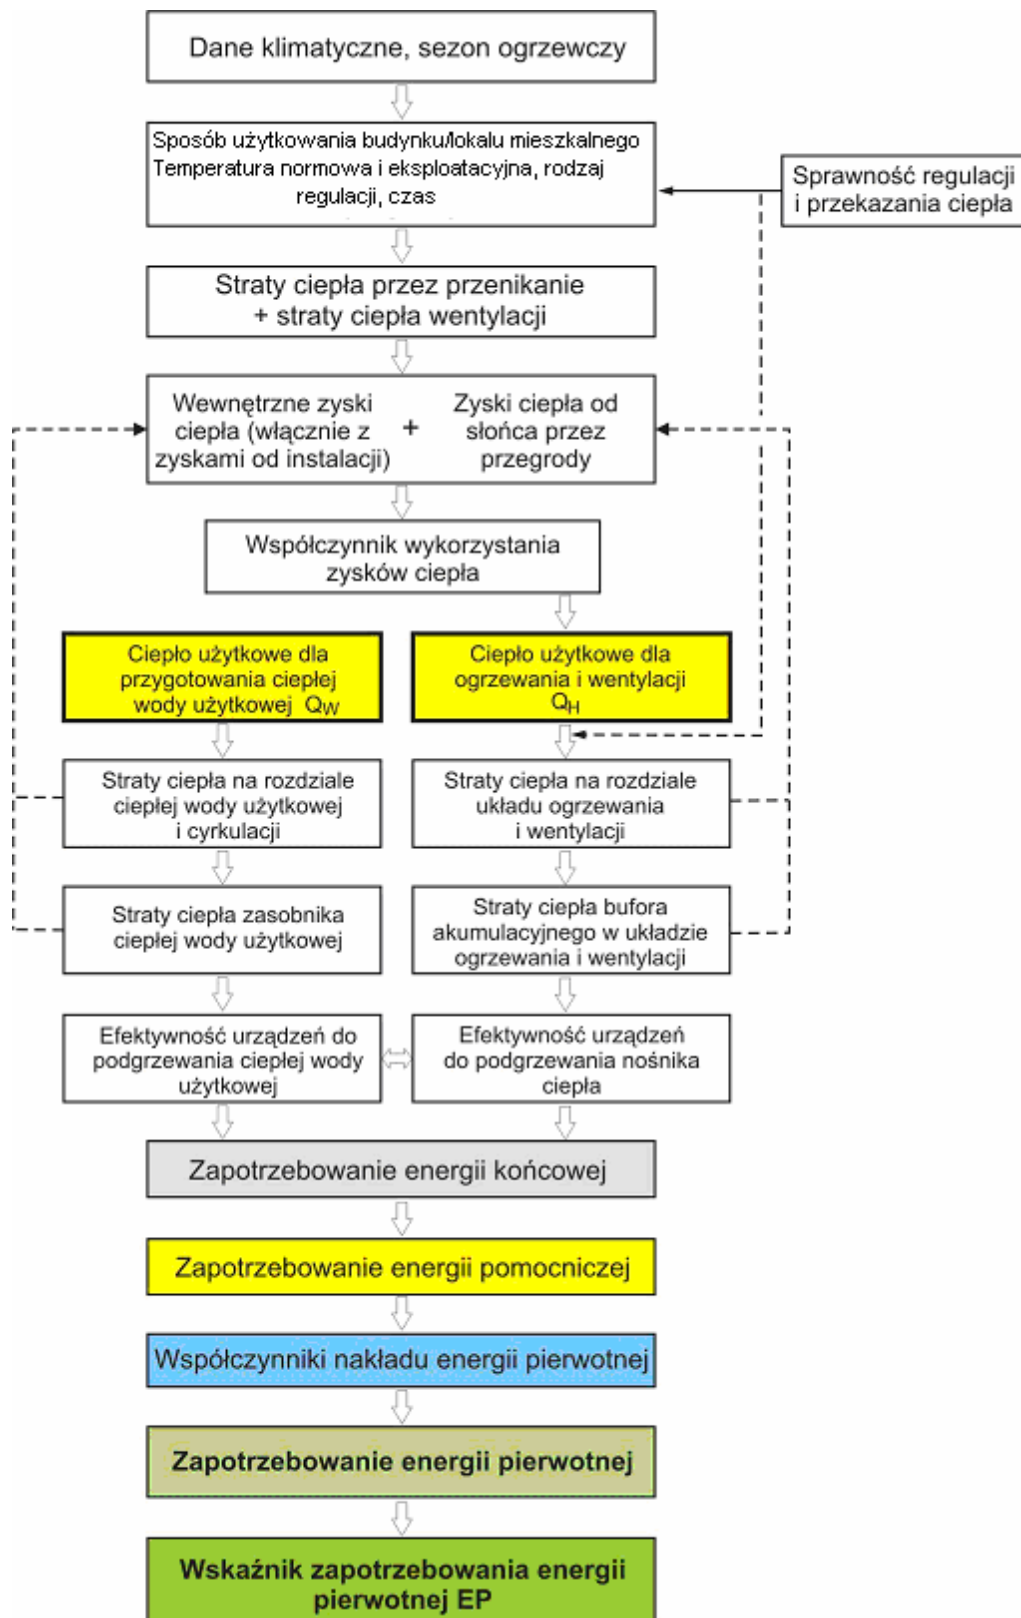 Dane klimatyczne, sezon ogrzewczy
Sposób użytkowania budynku/lokalu mieszkalnego
Temperatura normowa i eksploatacyjna, rodzaj
regulacji, czas
Sprawność regulacji
i przekazania ciepła
Straty ciepła przez przenikanie
+ straty ciepła wentylacji
Wewnętrzne zyski
ciepła (włącznie z
zyskami od instalacji)
+
Zyski ciepła od
słońca przez
przegrody
Współczynnik wykorzystania
zysków ciepła
Ciepło użytkowe dla
przygotowania ciepłej
wody użytkowej QW
Ciepło użytkowe dla
ogrzewania i wentylacji
QH
Straty ciepła na rozdziale
ciepłej wody użytkowej
i cyrkulacji
Straty ciepła na rozdziale
układu ogrzewania
i wentylacji
Straty ciepła zasobnika
ciepłej wody użytkowej
Straty ciepła bufora
akumulacyjnego w układzie
ogrzewania i wentylacji
Efektywność urządzeń do
podgrzewania ciepłej wody
użytkowej
Efektywność urządzeń
do podgrzewania nośnika
ciepła
Zapotrzebowanie energii końcowej
Zapotrzebowanie energii pomocniczej
Współczynniki nakładu energii pierwotnej
Zapotrzebowanie energii pierwotnej
Wskaźnik zapotrzebowania energii
pierwotnej EP